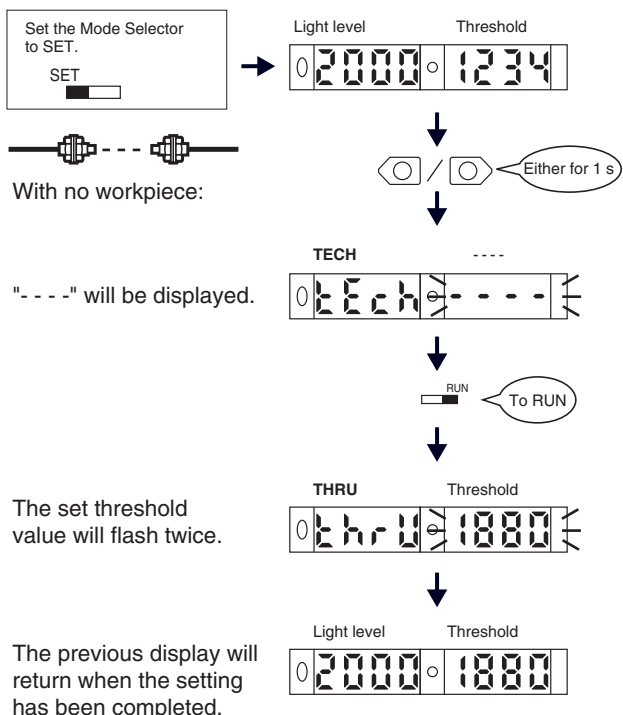 Set the Mode Selector
to SET.
SET
Light level Threshold
2000 1234
Either for 1 s
With no workpiece:
TECH - - - -
"- - - -" will be displayed.
tEch - - - -
RUN
To RUN
THRU Threshold
The set threshold
value will flash twice.
thrU 1880
Light level Threshold
The previous display will
return when the setting
has been completed.
2000 1880